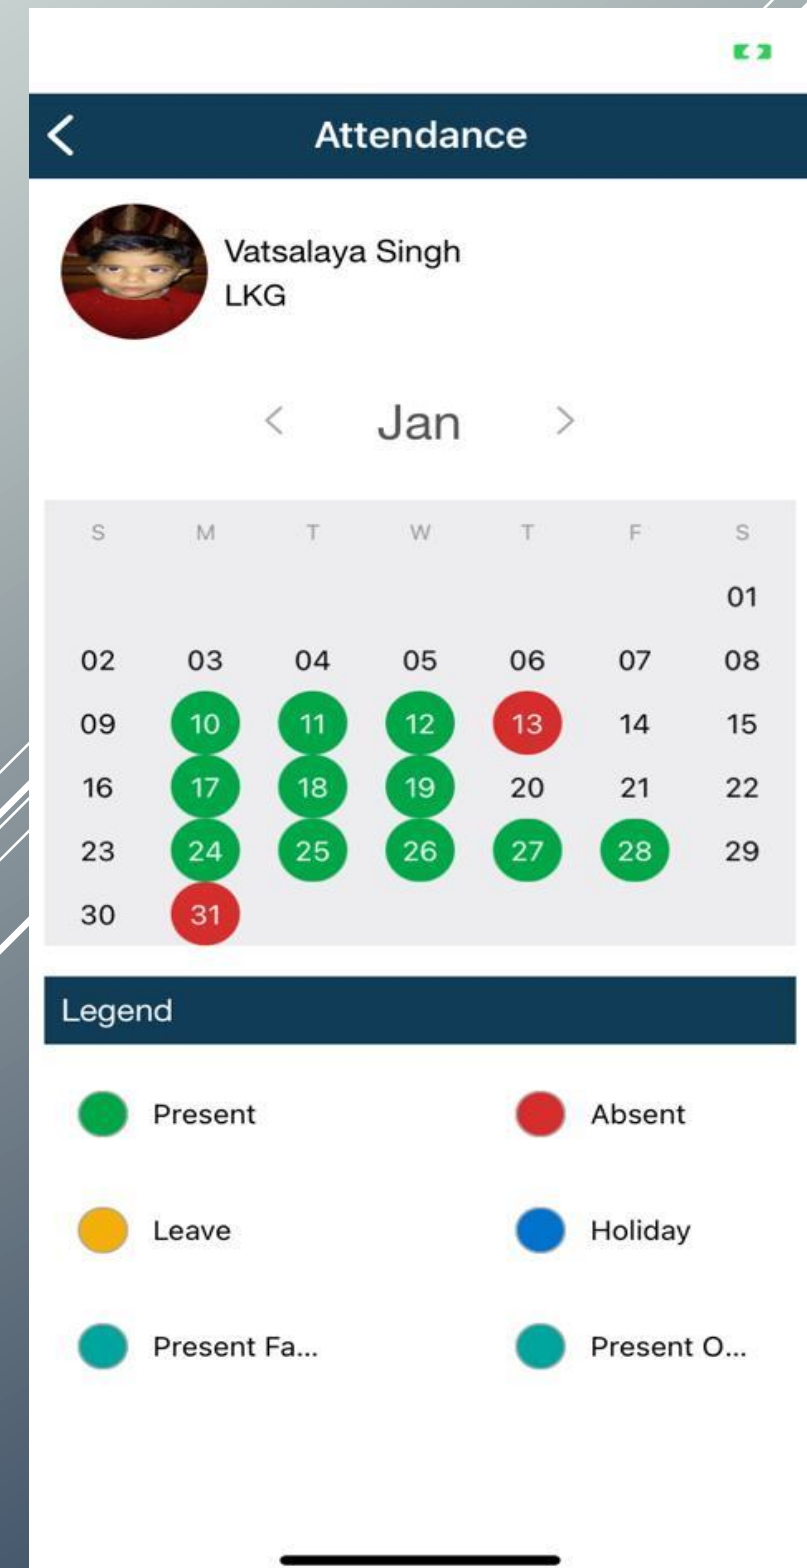 Attendance
Vatsalaya Singh
LKG
Jan
S M T W T F S
01
02 03 04 05 06 07 08
09 10 11 12 13 14 15
16 17 18 19 20 21 22
23 24 25 26 27 28 29
30 31
Legend
Present Absent
Leave Holiday
Present Fa... Present O...